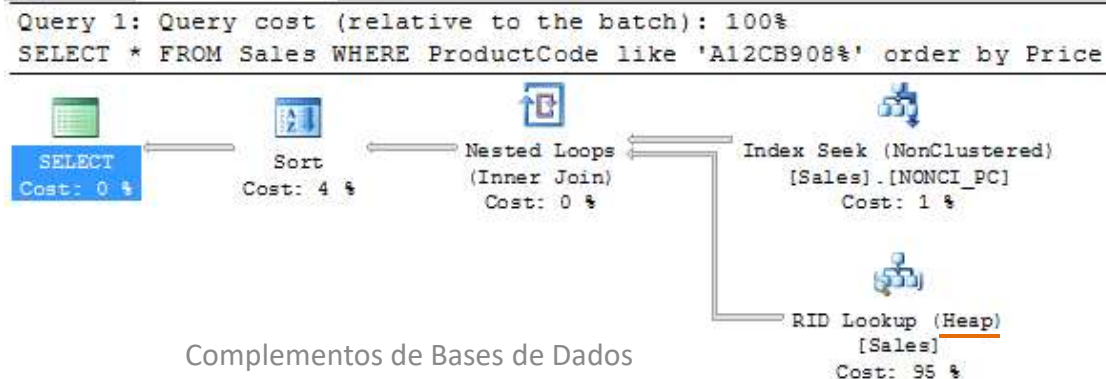 Query 1: Query cost (relative to the batch): 100%
SELECT * FROM Sales WHERE ProductCode like 'A12CB908%' order by Price
SELECT
Cost: 0 %
Sort
Cost: 4 %
Nested Loops
(Inner Join)
Cost: 0 %
Index Seek (NonClustered)
[Sales].[NONCI_PC]
Cost: 1 %
RID Lookup (Heap)
[Sales]
Cost: 95 %
Complementos de Bases de Dados